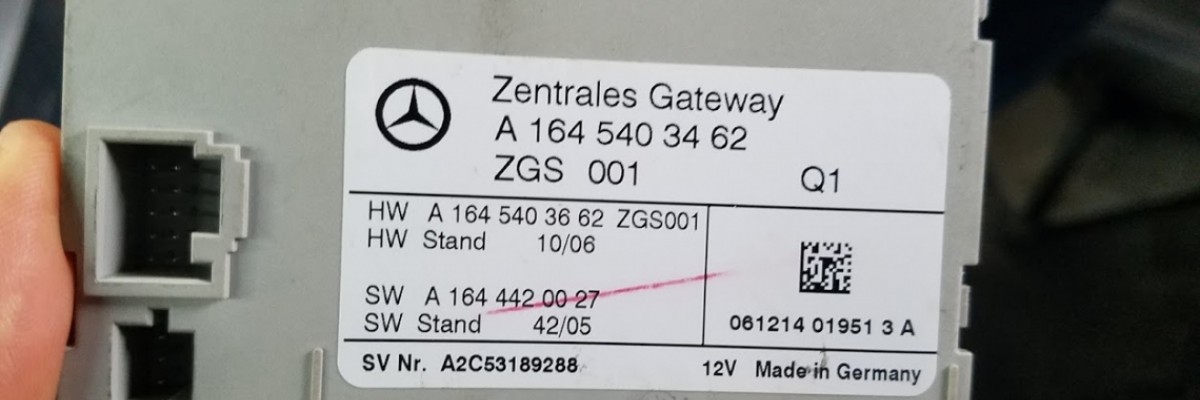 Zentrales Gateway
A 164 540 34 62
ZGS 001 Q1
HW A 164 540 36 62 ZGS001
HW Stand 10/06
SW A 164 442 00 27
SW Stand 42/05
061214 01951 3 A
SV Nr. A2C53189288
12V Made in Germany